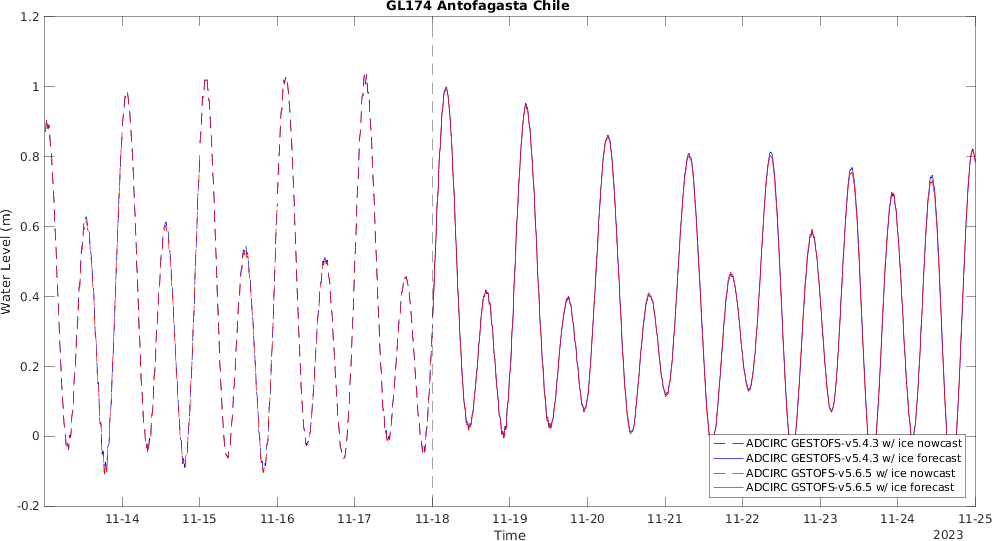 GL174 Antofagasta Chile
Water Level (m)
1.2
1
0.8
0.6
0.4
0.2
0
-0.2
11-14 11-15 11-16 11-17 11-18 11-19 11-20 11-21 11-22 11-23 11-24 11-25
Time
2023
ADCIRC GESTOFS-v5.4.3 w/ ice nowcast
ADCIRC GESTOFS-v5.4.3 w/ ice forecast
ADCIRC GSTOFS-v5.6.5 w/ ice nowcast
ADCIRC GSTOFS-v5.6.5 w/ ice forecast